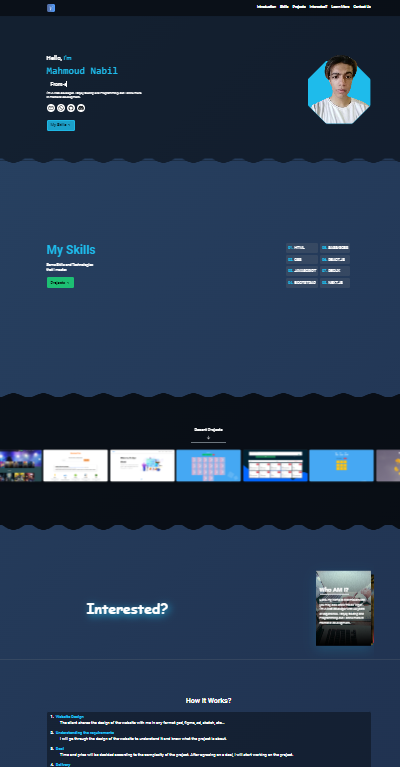 Introduction Skills Projects Interested? Learn More Contact Us
Hello, I'm
Mahmoud Nabil
From
My Skills
My Skills
Some Skills and Technologies
that I master
Projects
01. HTML
02. CSS
03. JAVASCRIPT
04. BOOTSTRAP
05. SASS/SCSS
06. REACTJS
07. REDUX
08. NEXTJS
Recent Projects
Interested?
Who AM I?
How It Works?
1. Website Design
The client shares the design of the website with me in any format psd, figma, xd, sketch, etc...
2. Understanding the requirements
I will go through the design of the website to understand it and know what the project is about.
3. Deal
Time and price will be decided according to the complexity of the project. After agreeing on a deal, I will start working on the project.
4. Delivery